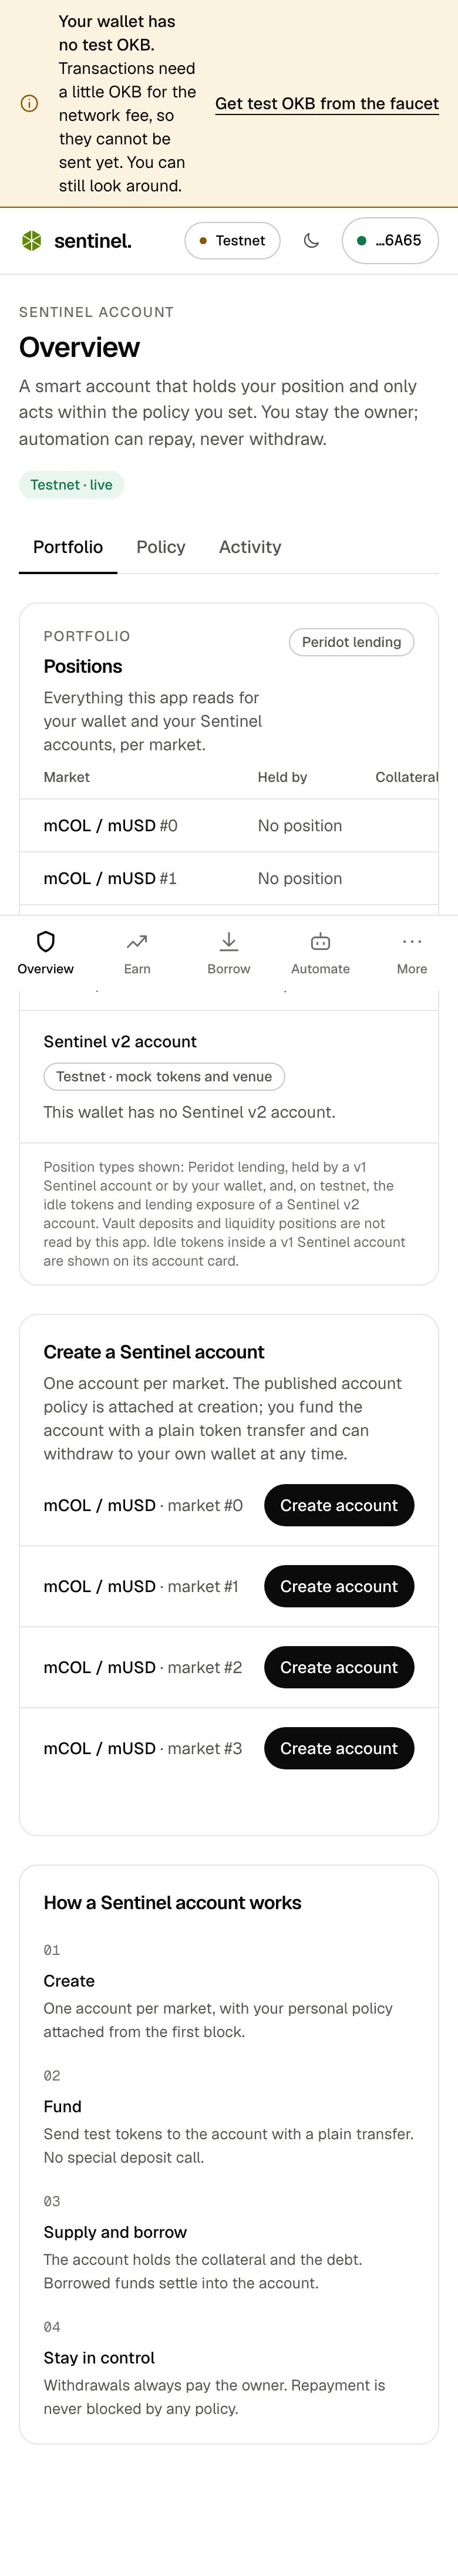 Your wallet has
no test OKB.
Transactions need
a little OKB for the
network fee, so
they cannot be
sent yet. You can
still look around.
Get test OKB from the faucet
sentinel.
Testnet
...6A65
SENTINEL ACCOUNT
Overview
A smart account that holds your position and only
acts within the policy you set. You stay the owner;
automation can repay, never withdraw.
Testnet · live
Portfolio Policy Activity
PORTFOLIO
Peridot lending
Positions
Everything this app reads for
your wallet and your Sentinel
accounts, per market.
Market Held by Collateral
mCOL / mUSD #0 No position
mCOL / mUSD #1 No position
Overview Earn Borrow Automate More
Sentinel v2 account
Testnet · mock tokens and venue
This wallet has no Sentinel v2 account.
Position types shown: Peridot lending, held by a v1
Sentinel account or by your wallet, and, on testnet, the
idle tokens and lending exposure of a Sentinel v2
account. Vault deposits and liquidity positions are not
read by this app. Idle tokens inside a v1 Sentinel account
are shown on its account card.
Create a Sentinel account
One account per market. The published account
policy is attached at creation; you fund the
account with a plain token transfer and can
withdraw to your own wallet at any time.
mCOL / mUSD · market #0 Create account
mCOL / mUSD · market #1 Create account
mCOL / mUSD · market #2 Create account
mCOL / mUSD · market #3 Create account
How a Sentinel account works
01
Create
One account per market, with your personal policy
attached from the first block.
02
Fund
Send test tokens to the account with a plain transfer.
No special deposit call.
03
Supply and borrow
The account holds the collateral and the debt.
Borrowed funds settle into the account.
04
Stay in control
Withdrawals always pay the owner. Repayment is
never blocked by any policy.